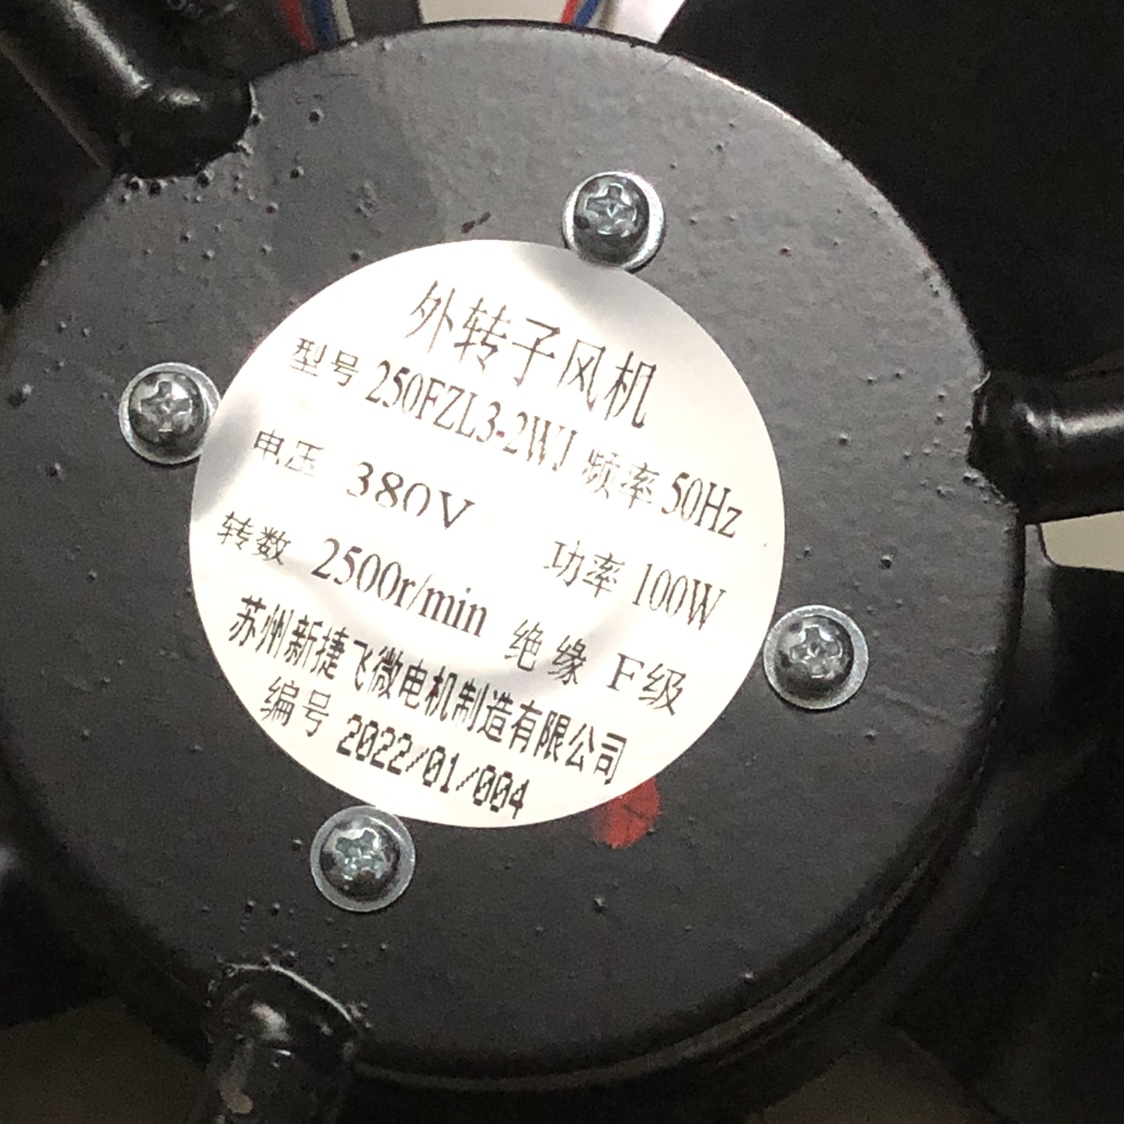 外转子风机
型号 250FZL3-2WJ 频率 50Hz
电压 380V 功率 100W
转数 2500r/min 绝缘 F级
苏州新捷飞微电机制造有限公司
编号 2022/01/004